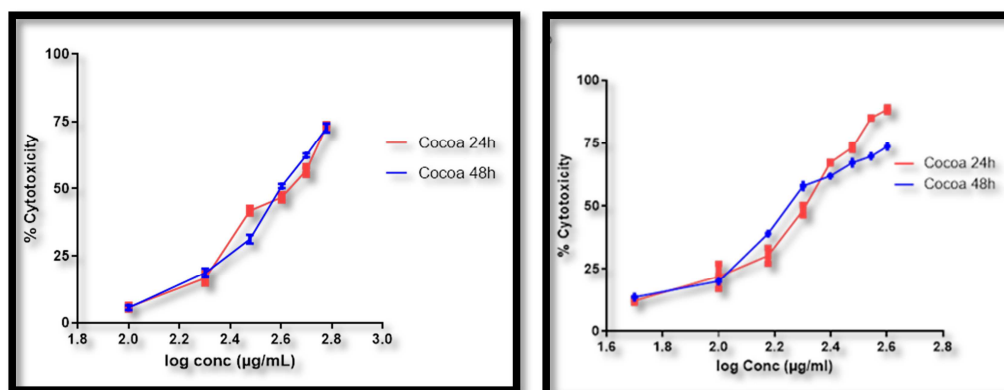 100
75
50
25
0
% Cytotoxicity
1.8 2.0 2.2 2.4 2.6 2.8 3.0
log conc (µg/mL)
Cocoa 24h
Cocoa 48h
100
75
50
25
0
% Cytotoxicity
1.6 1.8 2.0 2.2 2.4 2.6 2.8
log Conc (µg/ml)
Cocoa 24h
Cocoa 48h